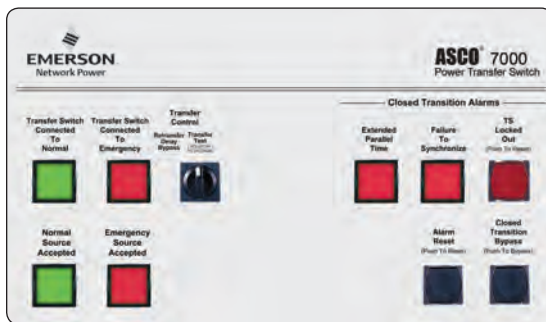 EMERSON
Network Power
ASCO® 7000
Power Transfer Switch
Closed Transition Alarms
Transfer Switch
Connected
To
Normal
Transfer Switch
Connected
To
Emergency
Transfer
Control
Retransfer
Delay
Bypass
Transfer
Test
Extended
Parallel
Time
Failure
To
Synchronize
TS
Locked
Out
(Push To Reset)
Normal
Source
Accepted
Emergency
Source
Accepted
Alarm
Reset
(Push To Reset)
Closed
Transition
Bypass
(Push To Bypass)